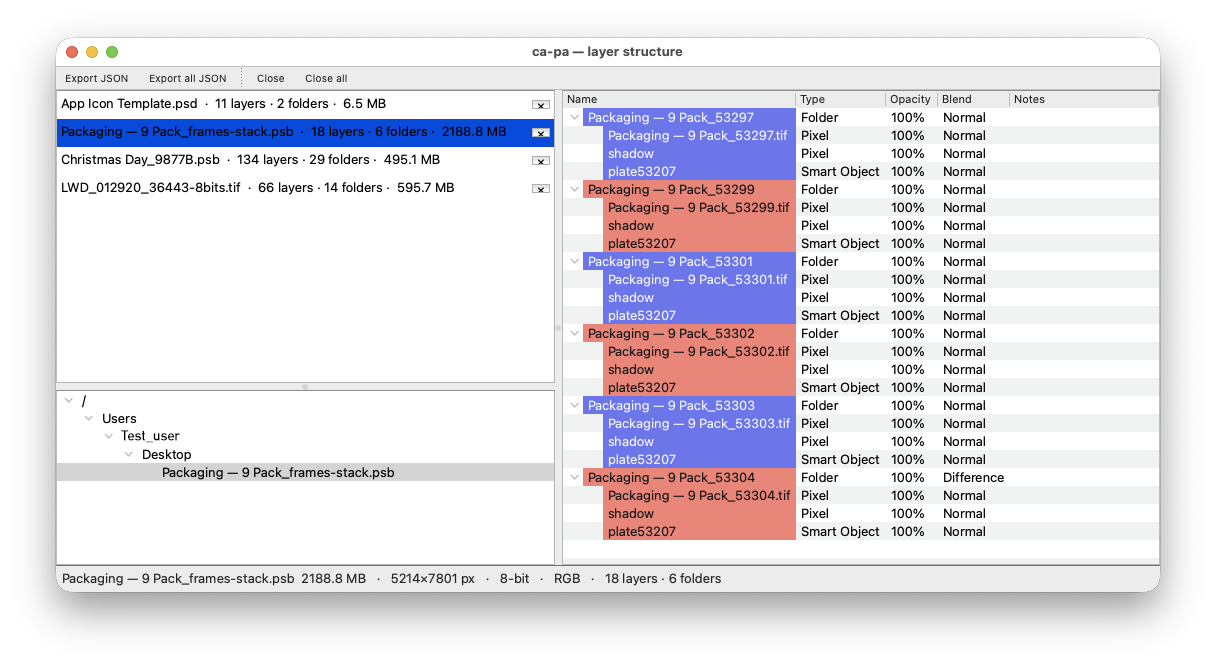 ca-pa — layer structure
Export JSON Export all JSON Close Close all
App Icon Template.psd · 11 layers · 2 folders · 6.5 MB
Packaging — 9 Pack_frames-stack.psb · 18 layers · 6 folders · 2188.8 MB
Christmas Day_9877B.psb · 134 layers · 29 folders · 495.1 MB
LWD_012920_36443-8bits.tif · 66 layers · 14 folders · 595.7 MB
/
Users
Test_user
Desktop
Packaging — 9 Pack_frames-stack.psb
Name Type Opacity Blend Notes
Packaging — 9 Pack_53297 Folder 100% Normal
Packaging — 9 Pack_53297.tif Pixel 100% Normal
shadow Pixel 100% Normal
plate53207 Smart Object 100% Normal
Packaging — 9 Pack_53299 Folder 100% Normal
Packaging — 9 Pack_53299.tif Pixel 100% Normal
shadow Pixel 100% Normal
plate53207 Smart Object 100% Normal
Packaging — 9 Pack_53301 Folder 100% Normal
Packaging — 9 Pack_53301.tif Pixel 100% Normal
shadow Pixel 100% Normal
plate53207 Smart Object 100% Normal
Packaging — 9 Pack_53302 Folder 100% Normal
Packaging — 9 Pack_53302.tif Pixel 100% Normal
shadow Pixel 100% Normal
plate53207 Smart Object 100% Normal
Packaging — 9 Pack_53303 Folder 100% Normal
Packaging — 9 Pack_53303.tif Pixel 100% Normal
shadow Pixel 100% Normal
plate53207 Smart Object 100% Normal
Packaging — 9 Pack_53304 Folder 100% Difference
Packaging — 9 Pack_53304.tif Pixel 100% Normal
shadow Pixel 100% Normal
plate53207 Smart Object 100% Normal
Packaging — 9 Pack_frames-stack.psb 2188.8 MB · 5214×7801 px · 8-bit · RGB · 18 layers · 6 folders